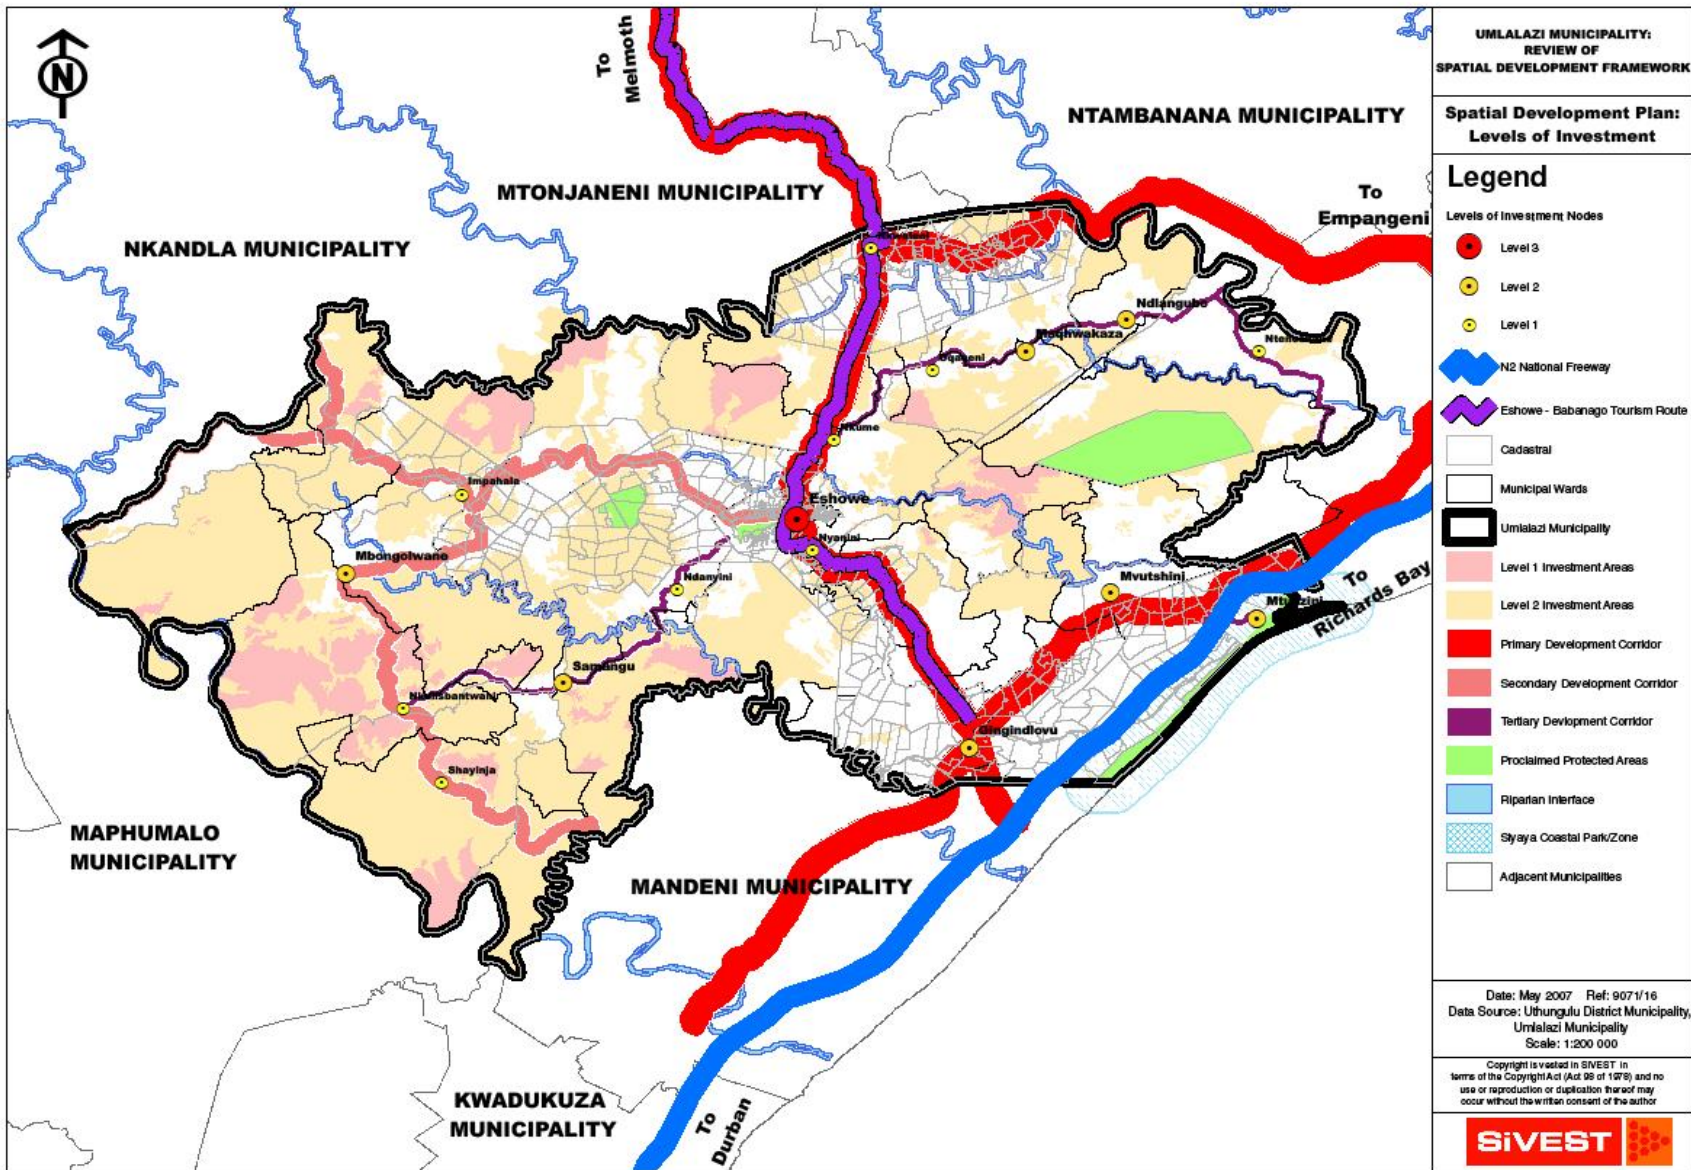 To
Melmoth
NTAMBANANA MUNICIPALITY
MTONJANENI MUNICIPALITY
To
Empangeni
NKANDLA MUNICIPALITY
Ndlangubo
Mbongolwane
Impahala
Nkume
Eshowe
Nyanini
Ndanyini
Samungu
Mvutshini
To
Richards Bay
Gingindlovu
Shayinja
MAPHUMALO
MUNICIPALITY
MANDENI MUNICIPALITY
KWADUKUZA
MUNICIPALITY
To
Durban
N
UMLALAZI MUNICIPALITY:
REVIEW OF
SPATIAL DEVELOPMENT FRAMEWORK
Spatial Development Plan:
Levels of Investment
Legend
Levels of Investment Nodes
Level 3
Level 2
Level 1
N2 National Freeway
Eshowe - Babanago Tourism Route
Cadastral
Municipal Wards
Umlalazi Municipality
Level 1 Investment Areas
Level 2 Investment Areas
Primary Development Corridor
Secondary Development Corridor
Tertiary Devlopment Corridor
Proclaimed Protected Areas
Riparian Interface
Siyaya Coastal Park/Zone
Adjacent Municipalities
Date: May 2007 Ref: 9071/16
Data Source: Uthungulu District Municipality,
Umlalazi Municipality
Scale: 1:200 000
Copyright is vested in SIVEST in
terms of the Copyright Act (Act 98 of 1978) and no
use or reproduction or duplication thereof may
occur without the written consent of the author
SiVEST